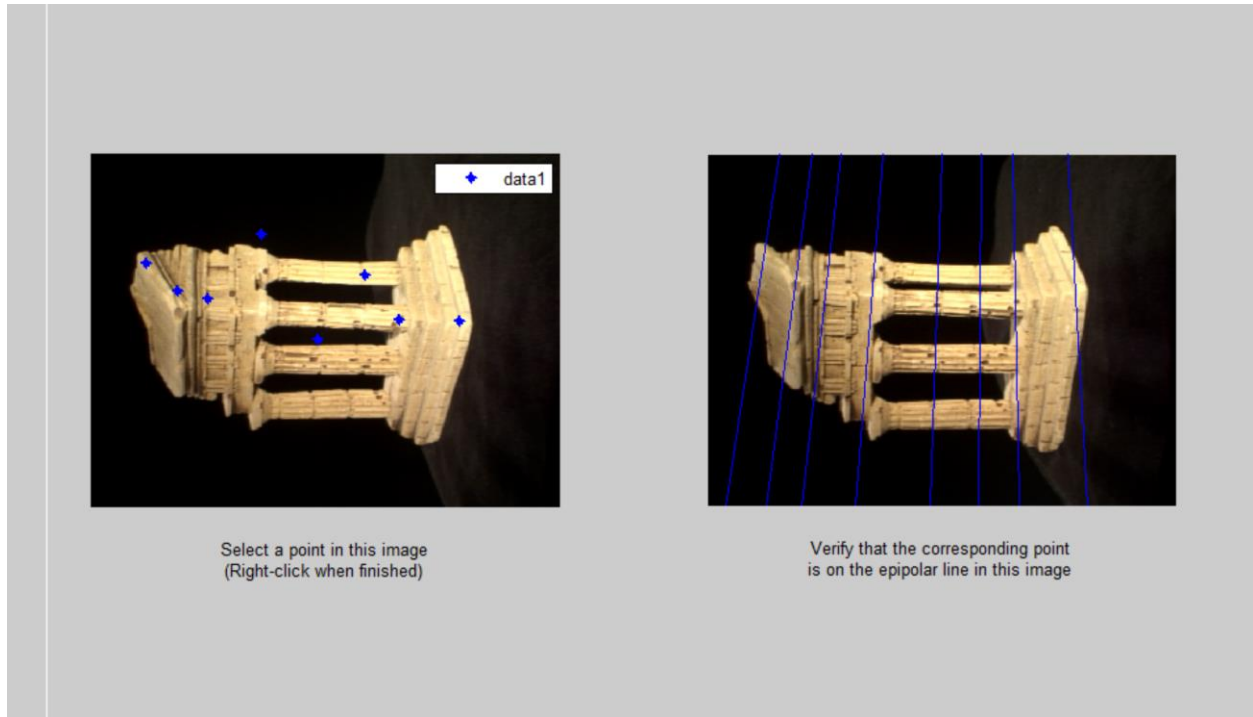 data1
Select a point in this image
(Right-click when finished)
Verify that the corresponding point
is on the epipolar line in this image